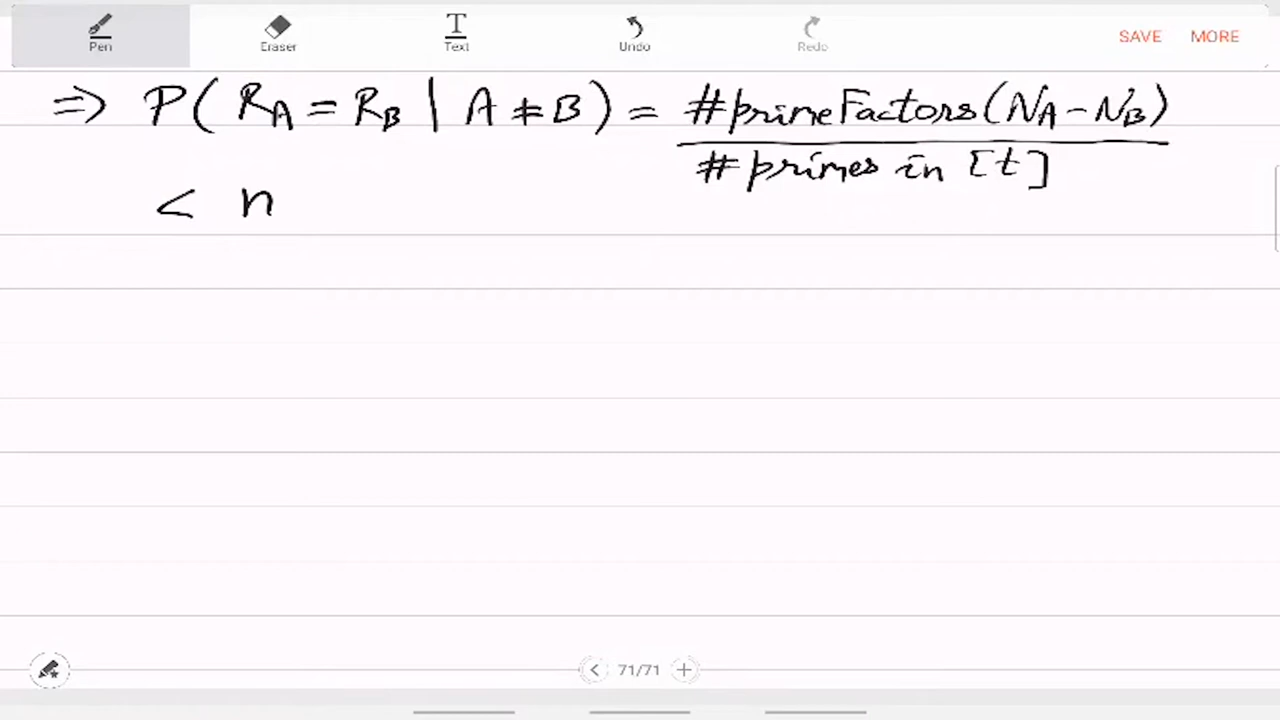 Pen Eraser Text Undo Redo SAVE MORE
⇒ P( R_A = R_B | A ≠ B ) = #primeFactors(N_A - N_B)
#primes in [t]
< n
71/71